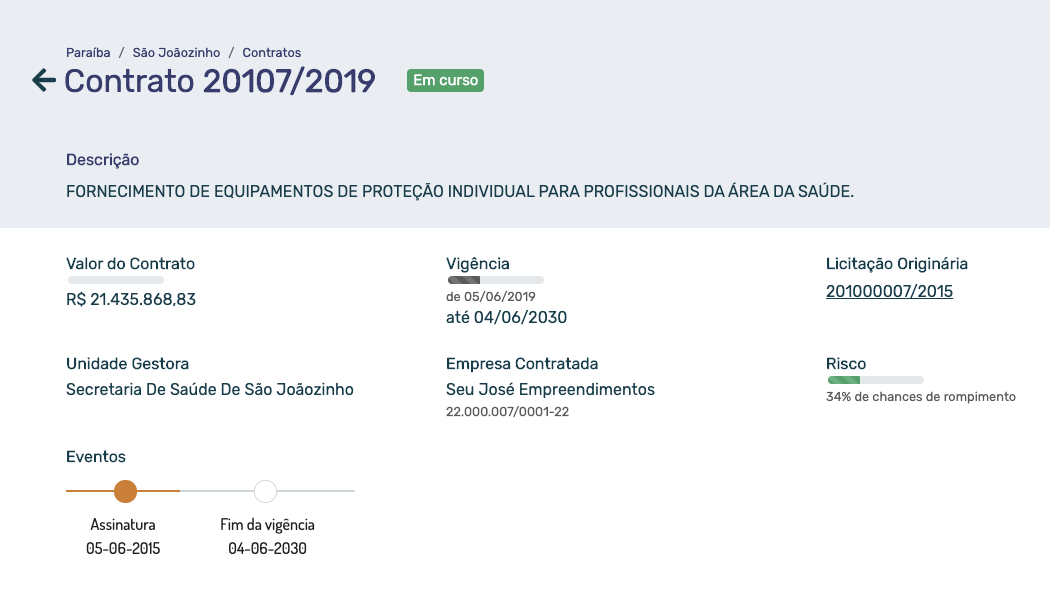 Paraíba / São Joãozinho / Contratos
Contrato 20107/2019 Em curso
Descrição
FORNECIMENTO DE EQUIPAMENTOS DE PROTEÇÃO INDIVIDUAL PARA PROFISSIONAIS DA ÁREA DA SAÚDE.
Valor do Contrato
R$ 21.435.868,83
Vigência
de 05/06/2019
até 04/06/2030
Licitação Originária
201000007/2015
Unidade Gestora
Secretaria De Saúde De São Joãozinho
Empresa Contratada
Seu José Empreendimentos
22.000.007/0001-22
Risco
34% de chances de rompimento
Eventos
Assinatura
05-06-2015
Fim da vigência
04-06-2030